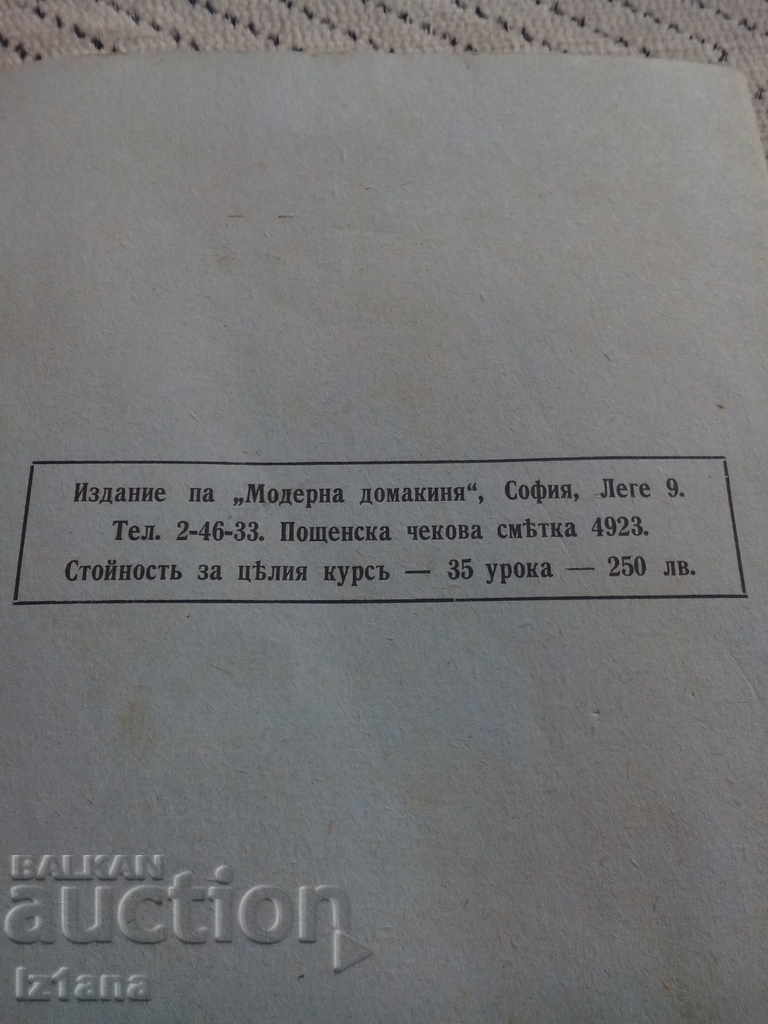 Издание па „Модерна домакиня“, София, Леге 9.
Тел. 2-46-33. Пощенска чекова смѣтка 4923.
Стойность за цѣлия курсъ — 35 урока — 250 лв.
BALKAN
auction
iz1ana